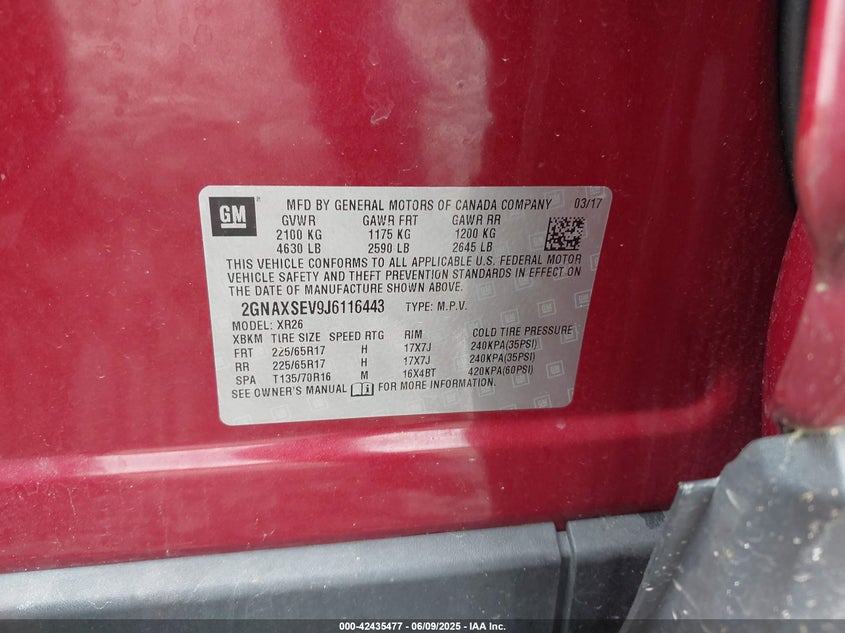 GM
MFD BY GENERAL MOTORS OF CANADA COMPANY 03/17
GVWR GAWR FRT GAWR RR
2100 KG 1175 KG 1200 KG
4630 LB 2590 LB 2645 LB
THIS VEHICLE CONFORMS TO ALL APPLICABLE U.S. FEDERAL MOTOR
VEHICLE SAFETY AND THEFT PREVENTION STANDARDS IN EFFECT ON
THE DATE OF MANUFACTURE SHOWN ABOVE.
2GNAXSEV9J6116443 TYPE: M.P.V.
MODEL: XR26
XBKM TIRE SIZE SPEED RTG RIM COLD TIRE PRESSURE
FRT 225/65R17 H 17X7J 240KPA(35PSI)
RR 225/65R17 H 17X7J 240KPA(35PSI)
SPA T135/70R16 M 16X4BT 420KPA(60PSI)
SEE OWNER'S MANUAL FOR MORE INFORMATION.
000-42435477 - 06/09/2025 - IAA Inc.